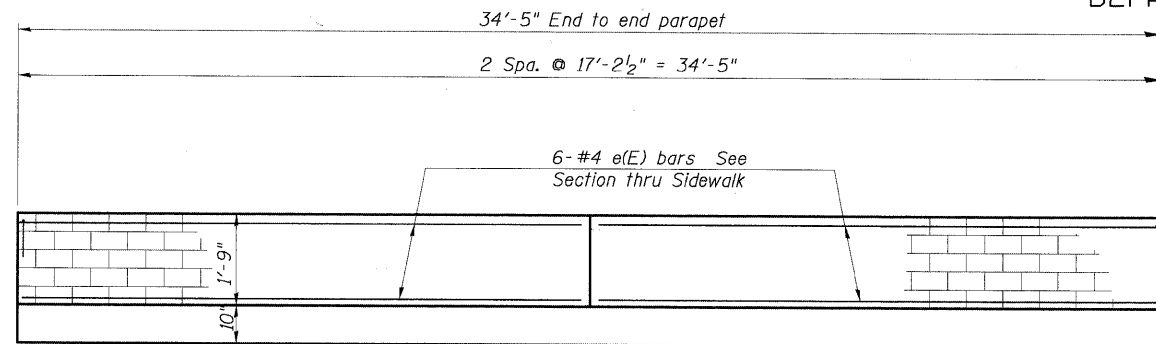 34'-5" End to end parapet
2 Spa. @ 17'-2½" = 34'-5"
6-#4 e(E) bars See
Section thru Sidewalk
1'-9"
10"